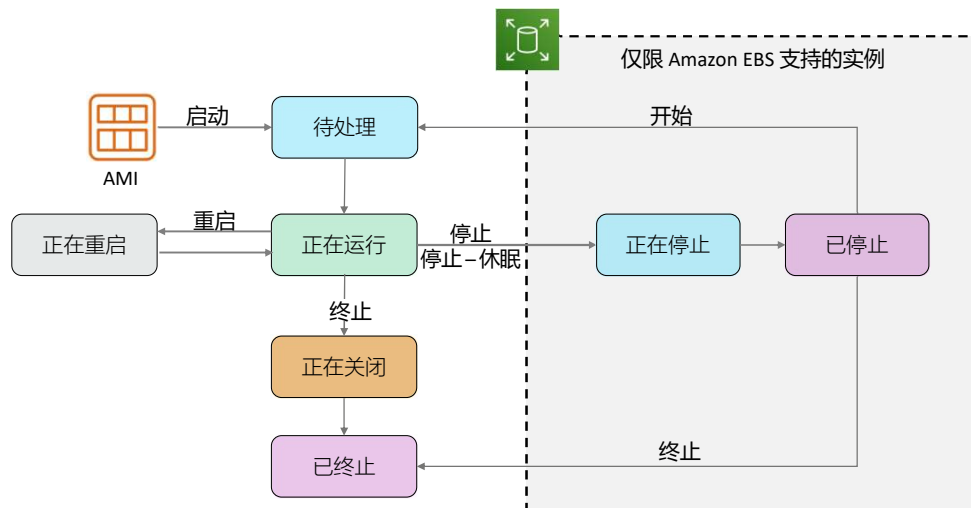 仅限 Amazon EBS 支持的实例
启动
待处理
开始
AMI
正在重启
重启
正在运行
停止
停止–休眠
正在停止
已停止
终止
正在关闭
已终止
终止